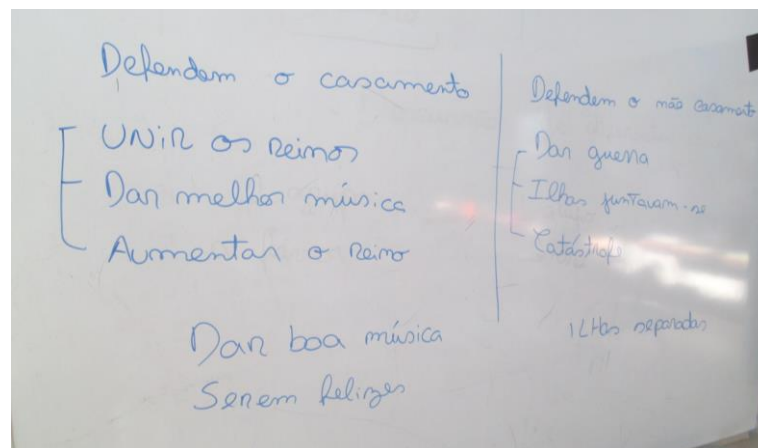 Defendem o casamento
UNIR os Reinos
Dar melhor música
Aumentar o Reino
Dar boa música
Serem felizes
Defendem o não casamento
Dar guerra
Ilhas juntavam-se
Catástrofe
ILHas separadas